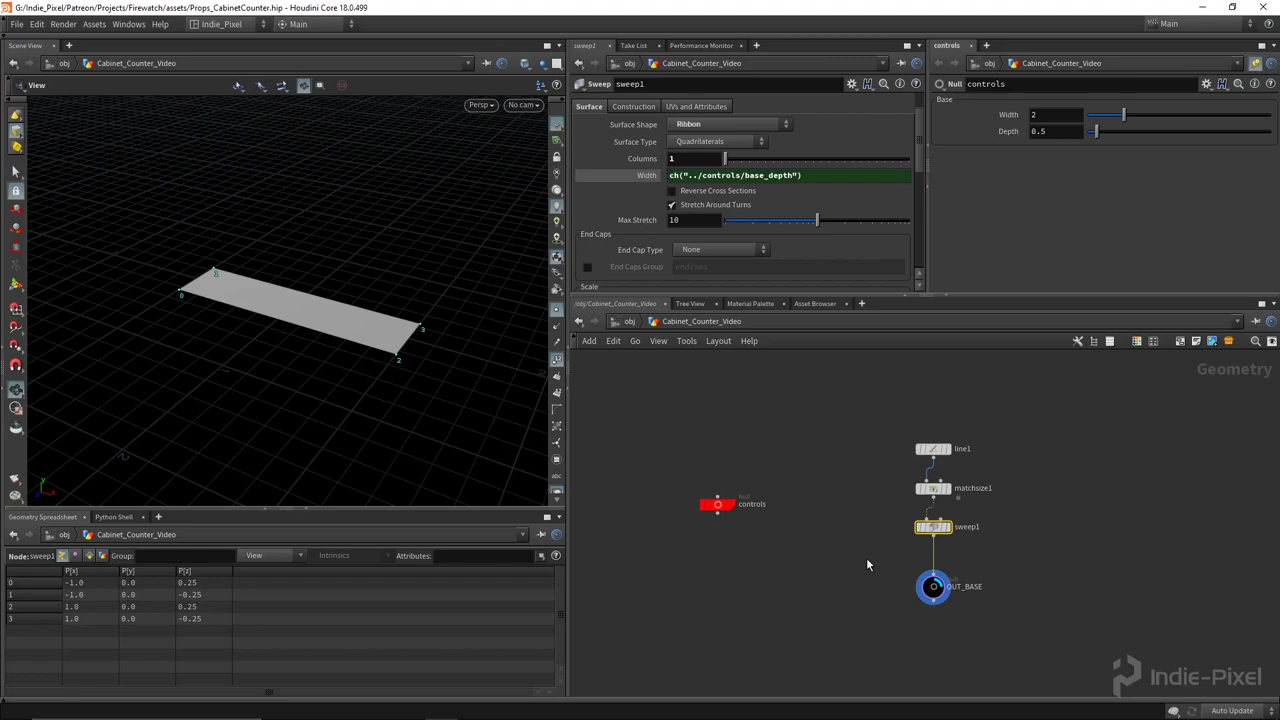 G:/Indie_Pixel/Patreon/Projects/Firewatch/assets/Props_CabinetCounter.hip - Houdini Core 18.0.499
File Edit Render Assets Windows Help Indie_Pixel Main Main
Scene View
obj Cabinet_Counter_Video
View
Persp No cam
1
0
3
2
abc
y
x
Geometry Spreadsheet Python Shell
obj Cabinet_Counter_Video
Node: sweep1 Group: View Intrinsics Attributes:
P[x] P[y] P[z]
0 -1.0 0.0 0.25
1 -1.0 0.0 -0.25
2 1.0 0.0 0.25
3 1.0 0.0 -0.25
sweep1 Take List Performance Monitor
obj Cabinet_Counter_Video
Sweep sweep1
Surface Construction UVs and Attributes
Surface Shape Ribbon
Surface Type Quadrilaterals
Columns 1
Width ch("../controls/base_depth")
Reverse Cross Sections
Stretch Around Turns
Max Stretch 10
End Caps
End Cap Type None
End Caps Group endcaps
Scale
controls
obj Cabinet_Counter_Video
Null controls
Base
Width 2
Depth 0.5
/obj/Cabinet_Counter_Video Tree View Material Palette Asset Browser
obj Cabinet_Counter_Video
Add Edit Go View Tools Layout Help
Geometry
line1
matchsize1
Null
controls
sweep1
Null
OUT_BASE
Indie-Pixel
Auto Update